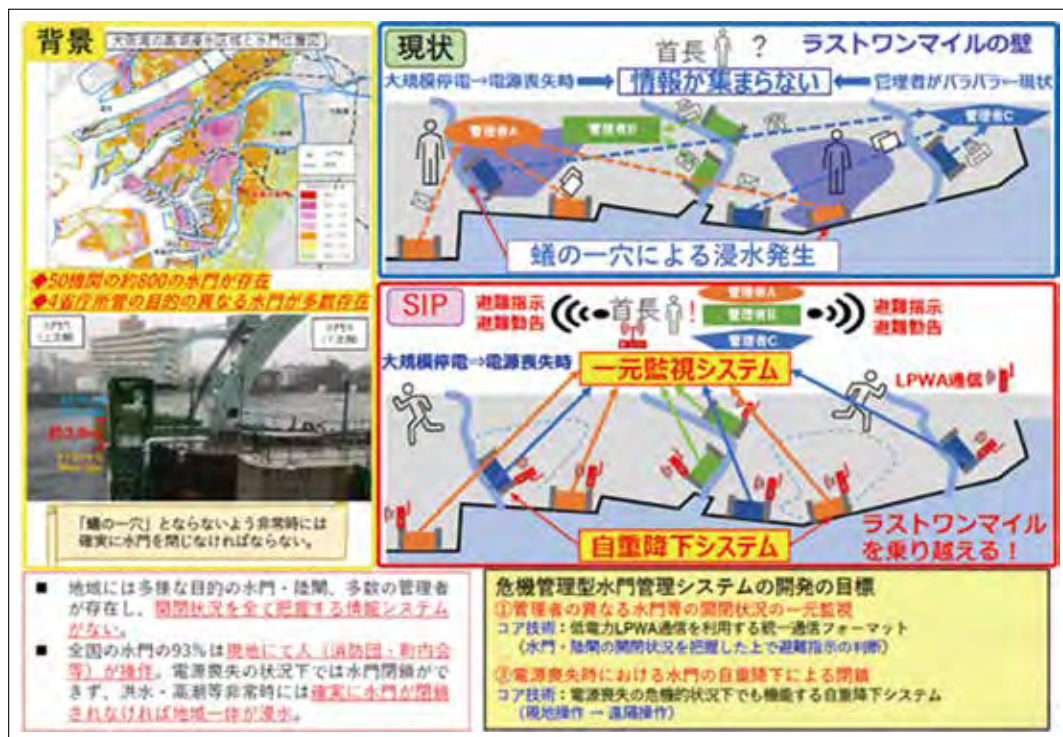 背景
大阪湾の高潮浸水区域と水門位置図
◆50機関の約800の水門が存在
◆4省庁所管の目的の異なる水門が多数存在
約3.8m
「蟻の一穴」とならないよう非常時には
確実に水門を閉じなければならない。
現状
首長
?
ラストワンマイルの壁
大規模停電→電源喪失時
情報が集まらない
管理者がバラバラ←現状
管理者A
管理者B
管理者C
蟻の一穴による浸水発生
SIP
避難指示
避難勧告
首長
!
管理者A
管理者B
管理者C
避難指示
避難勧告
大規模停電⇒電源喪失時
一元監視システム
LPWA通信
自重降下システム
ラストワンマイル
を乗り越える！
■ 地域には多様な目的の水門・陸閘、多数の管理者
が存在し、開閉状況を全て把握する情報システム
がない。
■ 全国の水門の93%は現地にて人（消防団・町内会
等）が操作。電源喪失の状況下では水門閉鎖がで
きず、洪水・高潮等非常時には確実に水門が閉鎖
されなければ地域一体が浸水。
危機管理型水門管理システムの開発の目標
①管理者の異なる水門等の開閉状況の一元監視
コア技術：低電力LPWA通信を利用する統一通信フォーマット
（水門・陸閘の開閉状況を把握した上で避難指示の判断）
②電源喪失時における水門の自重降下による閉鎖
コア技術：電源喪失の危機的状況下でも機能する自重降下システム
（現地操作 → 遠隔操作）